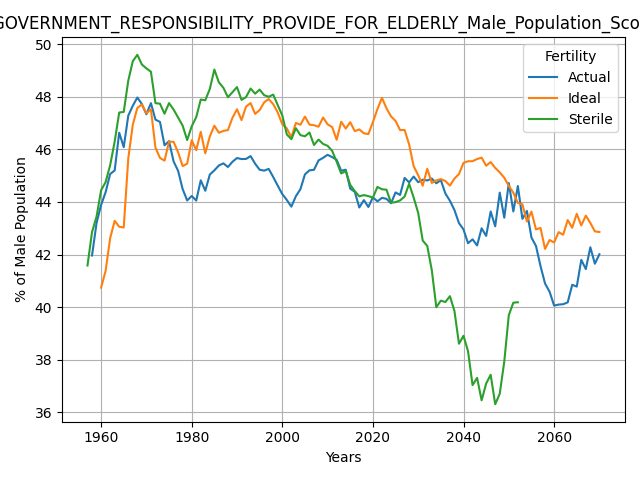 GOVERNMENT_RESPONSIBILITY_PROVIDE_FOR_ELDERLY_Male_Population_Sco
50
48
46
44
42
40
38
36
% of Male Population
Fertility
Actual
Ideal
Sterile
1960
1980
2000
2020
2040
2060
Years